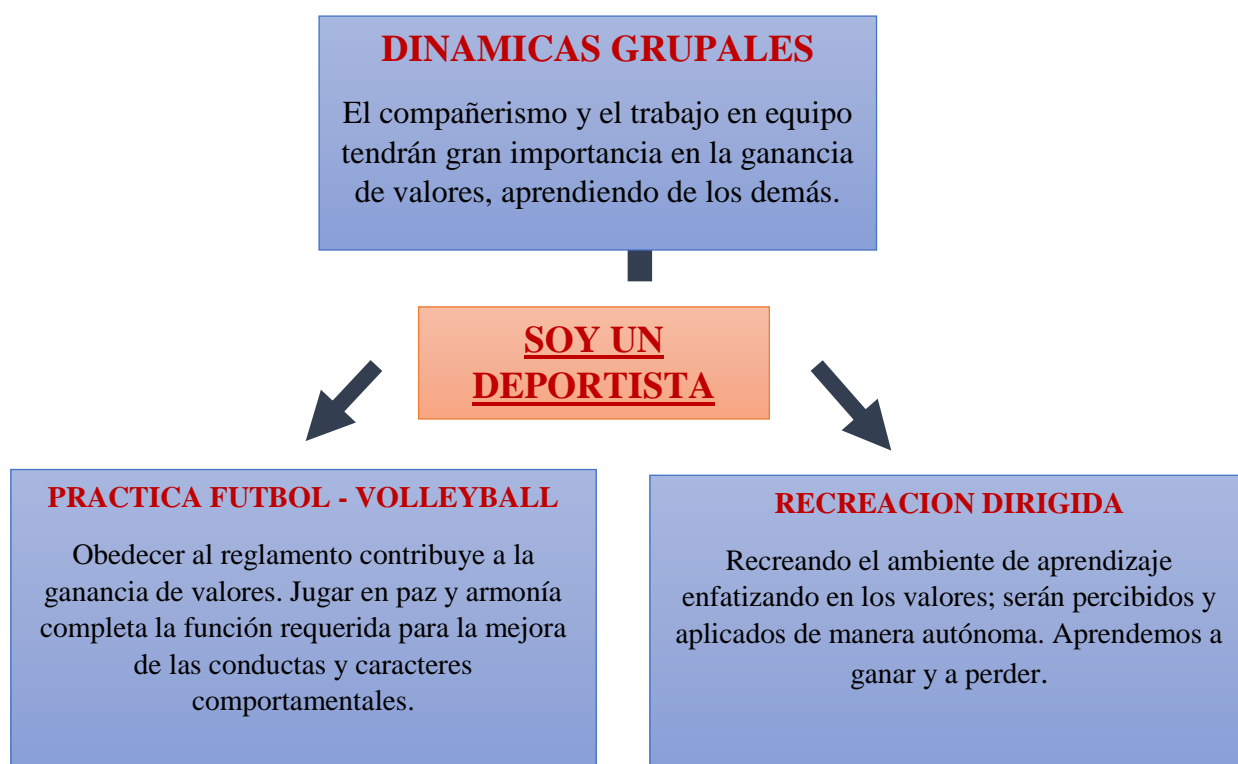 DINAMICAS GRUPALES
El compañerismo y el trabajo en equipo
tendrán gran importancia en la ganancia
de valores, aprendiendo de los demás.
SOY UN
DEPORTISTA
PRACTICA FUTBOL - VOLLEYBALL
Obedecer al reglamento contribuye a la
ganancia de valores. Jugar en paz y armonía
completa la función requerida para la mejora
de las conductas y caracteres
comportamentales.
RECREACION DIRIGIDA
Recreando el ambiente de aprendizaje
enfatizando en los valores; serán percibidos y
aplicados de manera autónoma. Aprendemos a
ganar y a perder.